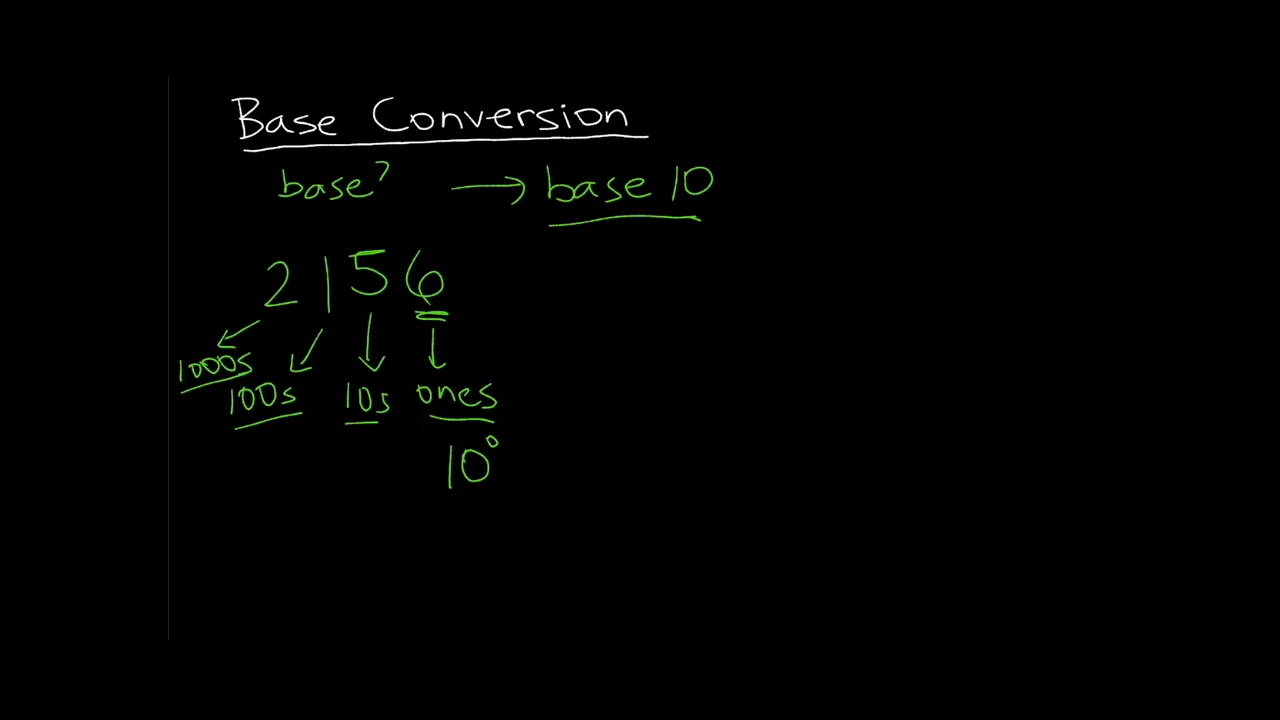 Base Conversion
base? → base 10
2156
1000s
100s 10s ones
10⁰